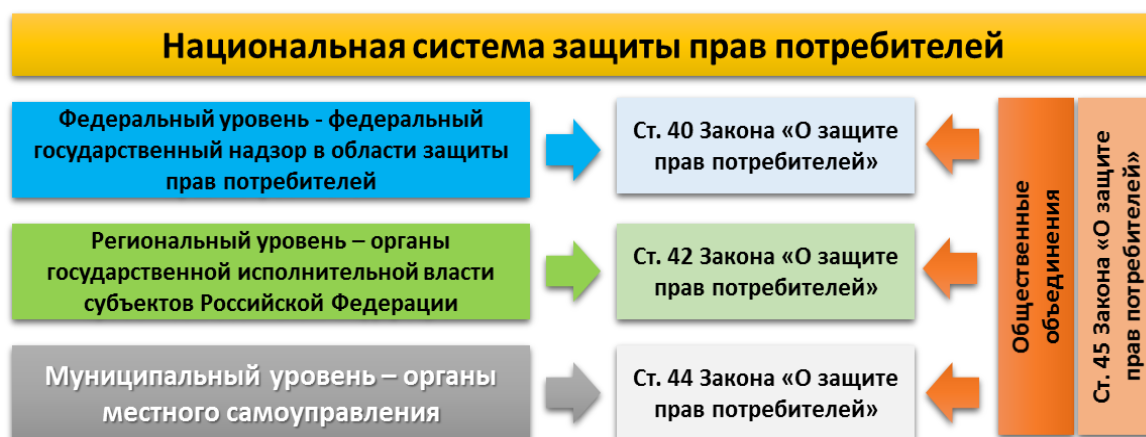 Национальная система защиты прав потребителей
Федеральный уровень - федеральный
государственный надзор в области защиты
прав потребителей
Ст. 40 Закона «О защите
прав потребителей»
Региональный уровень – органы
государственной исполнительной власти
субъектов Российской Федерации
Ст. 42 Закона «О защите
прав потребителей»
Муниципальный уровень – органы
местного самоуправления
Ст. 44 Закона «О защите
прав потребителей»
Общественные
объединения
Ст. 45 Закона «О защите
прав потребителей»